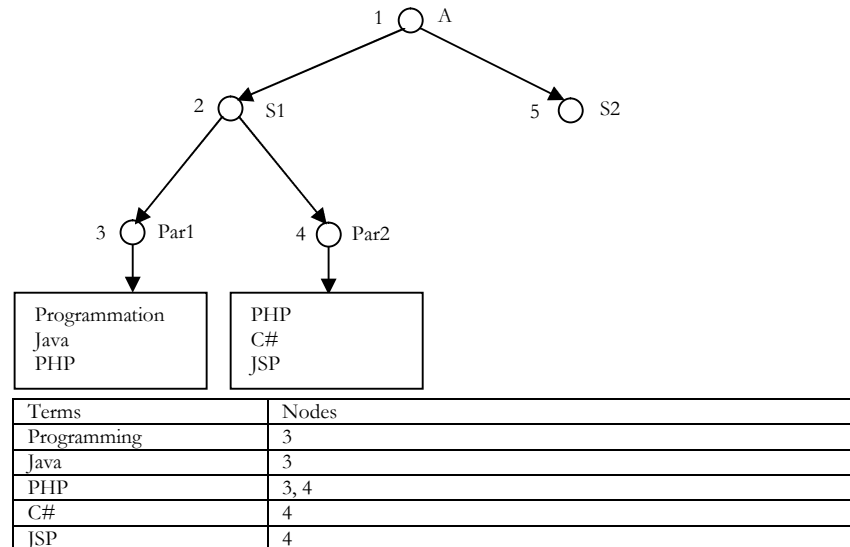 1 A
2 S1 5 S2
3 Par1 4 Par2
Programmation
Java
PHP
PHP
C#
JSP
Terms Nodes
Programming 3
Java 3
PHP 3, 4
C# 4
JSP 4